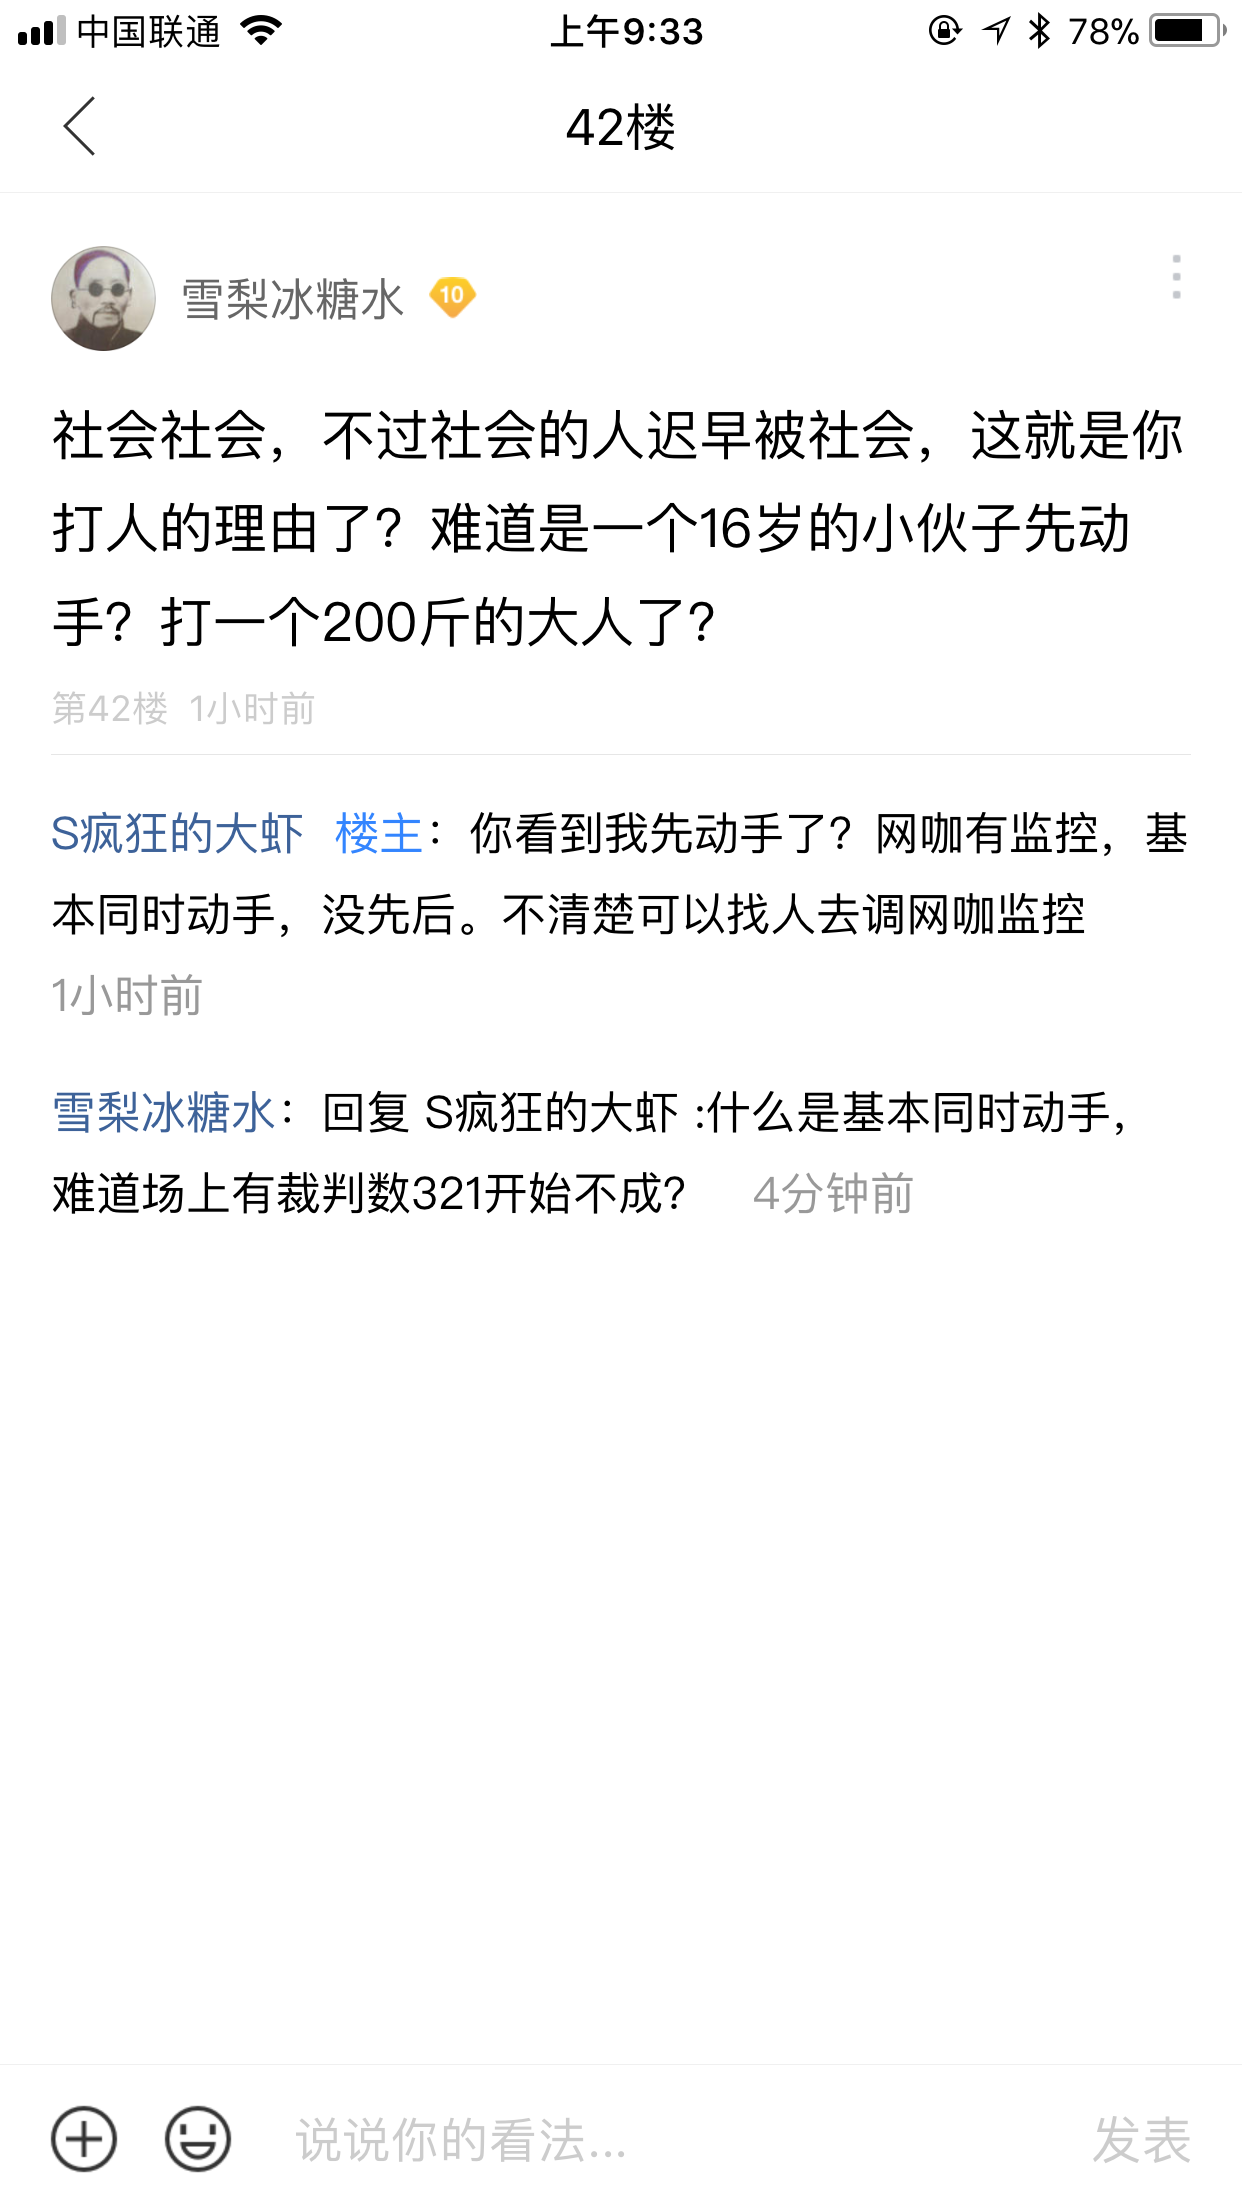 中国联通 上午9:33 78%
42楼
雪梨冰糖水 10
社会社会，不过社会的人迟早被社会，这就是你
打人的理由了？难道是一个16岁的小伙子先动
手？打一个200斤的大人了？
第42楼 1小时前
S疯狂的大虾 楼主：你看到我先动手了？网咖有监控，基
本同时动手，没先后。不清楚可以找人去调网咖监控
1小时前
雪梨冰糖水：回复 S疯狂的大虾 :什么是基本同时动手，
难道场上有裁判数321开始不成？ 4分钟前
说说你的看法... 发表